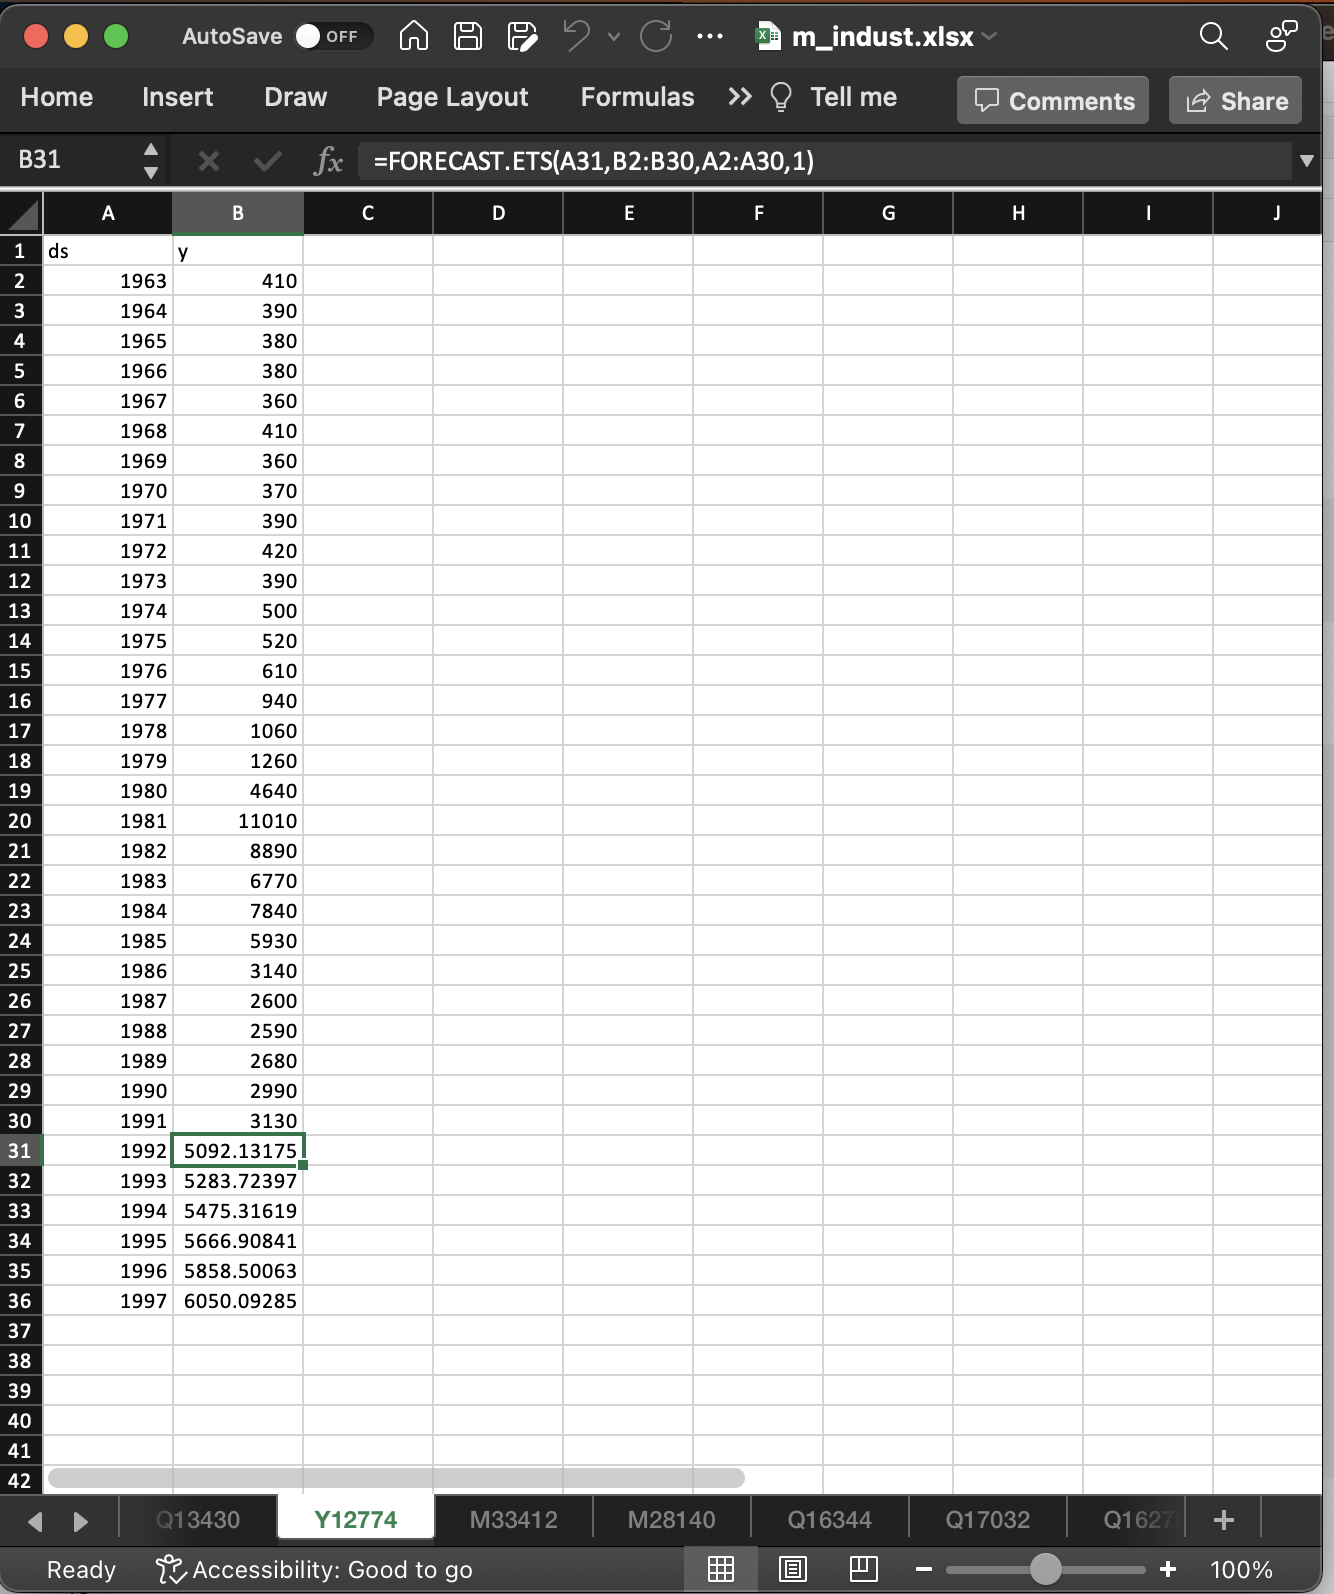 AutoSave OFF m_indust.xlsx
Home Insert Draw Page Layout Formulas Tell me Comments Share
B31 fx =FORECAST.ETS(A31,B2:B30,A2:A30,1)
A B C D E F G H I J
1 ds y
2 1963 410
3 1964 390
4 1965 380
5 1966 380
6 1967 360
7 1968 410
8 1969 360
9 1970 370
10 1971 390
11 1972 420
12 1973 390
13 1974 500
14 1975 520
15 1976 610
16 1977 940
17 1978 1060
18 1979 1260
19 1980 4640
20 1981 11010
21 1982 8890
22 1983 6770
23 1984 7840
24 1985 5930
25 1986 3140
26 1987 2600
27 1988 2590
28 1989 2680
29 1990 2990
30 1991 3130
31 1992 5092.13175
32 1993 5283.72397
33 1994 5475.31619
34 1995 5666.90841
35 1996 5858.50063
36 1997 6050.09285
37
38
39
40
41
42
Q13430 Y12774 M33412 M28140 Q16344 Q17032
Ready Accessibility: Good to go 100%